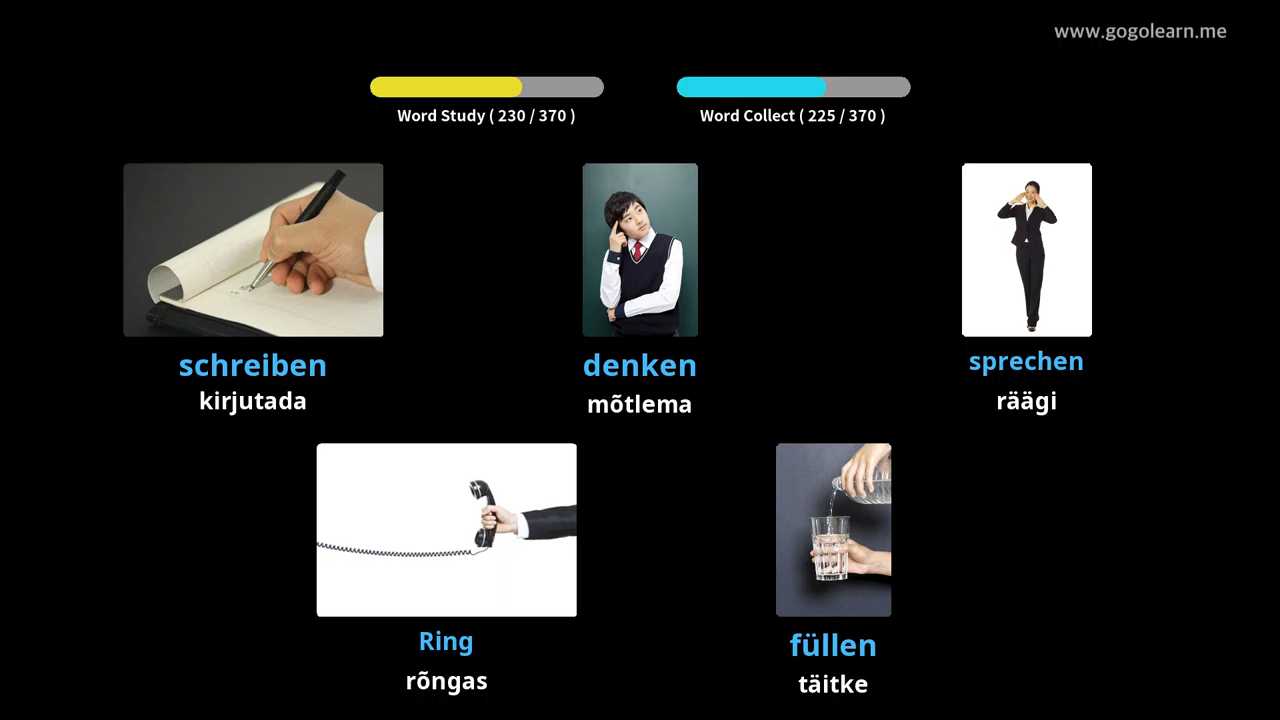 www.gogolearn.me
Word Study ( 230 / 370 )
Word Collect ( 225 / 370 )
schreiben
kirjutada
denken
mõtlema
sprechen
räägi
Ring
rõngas
füllen
täitke